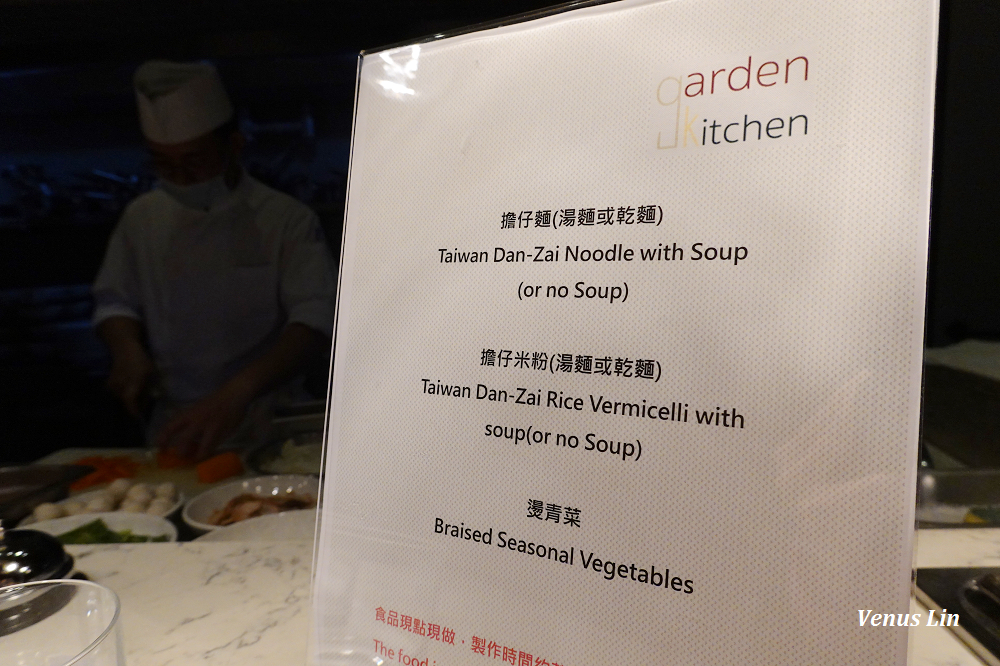 garden
kitchen
擔仔麵(湯麵或乾麵)
Taiwan Dan-Zai Noodle with Soup
(or no Soup)
擔仔米粉(湯麵或乾麵)
Taiwan Dan-Zai Rice Vermicelli with
soup(or no Soup)
燙青菜
Braised Seasonal Vegetables
食品現點現做，製作時間約
The food
Venus Lin